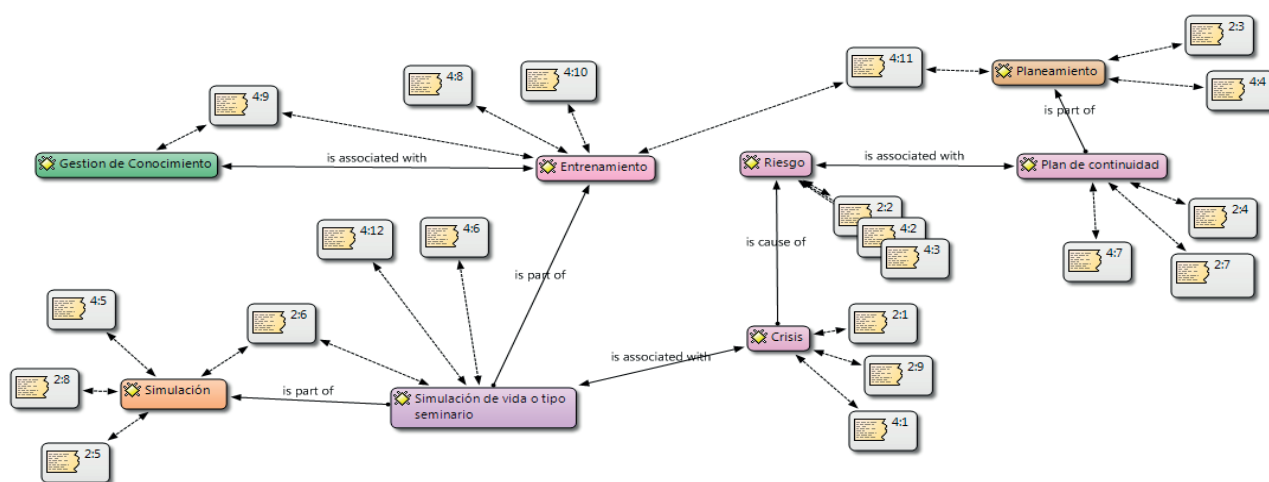 2:3
4:10
4:11
4:8
Planeamiento
4:4
4:9
is part of
is associated with
is associated with
Gestion de Conocimiento
Entrenamiento
Riesgo
Plan de continuidad
2:2
2:4
4:2
4:12
4:6
is cause of
4:3
4:7
2:7
is part of
4:5
2:6
2:1
Crisis
is associated with
2:8
Simulación
is part of
Simulación de vida o tipo
seminario
2:9
4:1
2:5